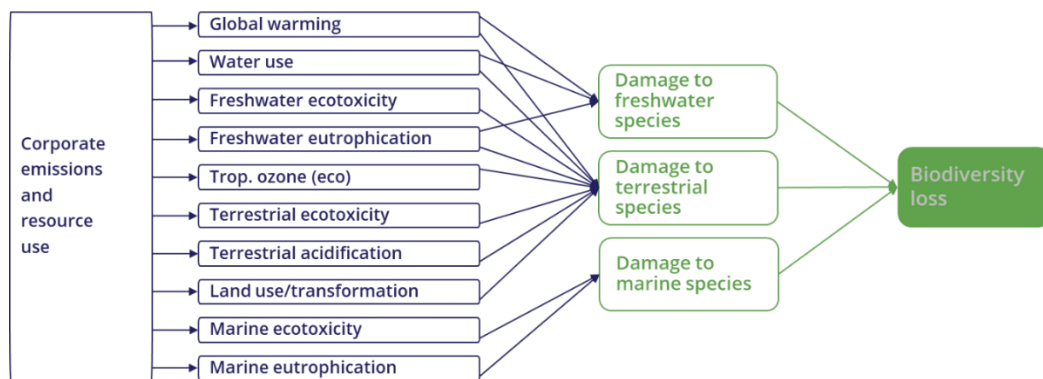 Corporate
emissions
and
resource
use
Global warming
Water use
Freshwater ecotoxicity
Freshwater eutrophication
Trop. ozone (eco)
Terrestrial ecotoxicity
Terrestrial acidification
Land use/transformation
Marine ecotoxicity
Marine eutrophication
Damage to
freshwater
species
Damage to
terrestrial
species
Damage to
marine species
Biodiversity
loss